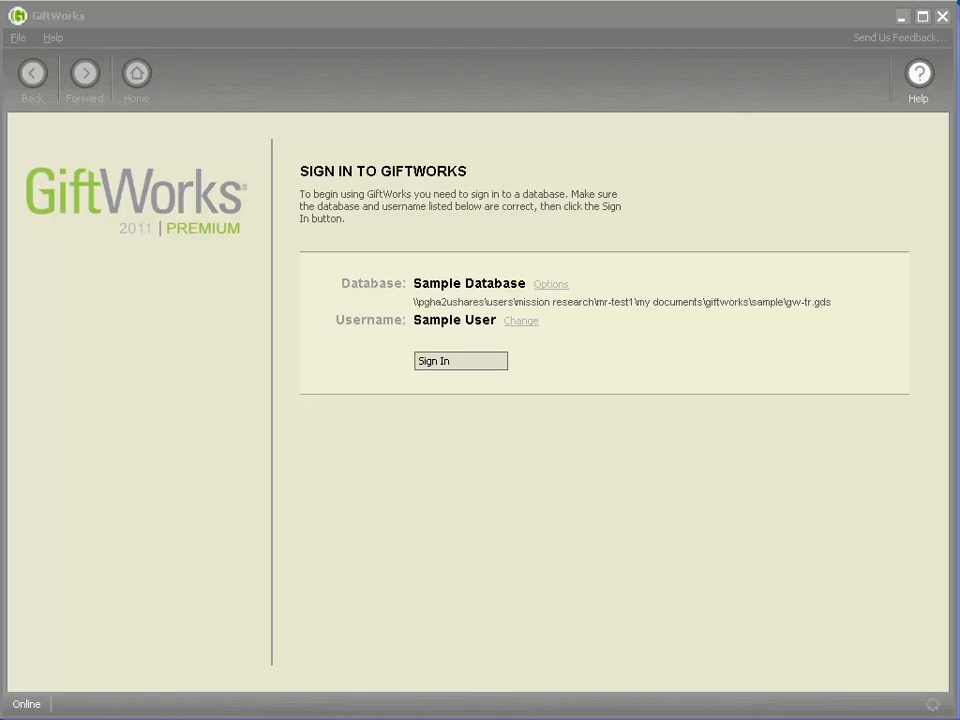 GiftWorks
File Help Send Us Feedback...
Back Forward Home Help
GiftWorks®
2011 | PREMIUM
SIGN IN TO GIFTWORKS
To begin using GiftWorks you need to sign in to a database. Make sure
the database and username listed below are correct, then click the Sign
In button.
Database: Sample Database Options
\\pgha2ushares\users\mission research\mr-test1\my documents\giftworks\sample\gw-tr.gds
Username: Sample User Change
Sign In
Online